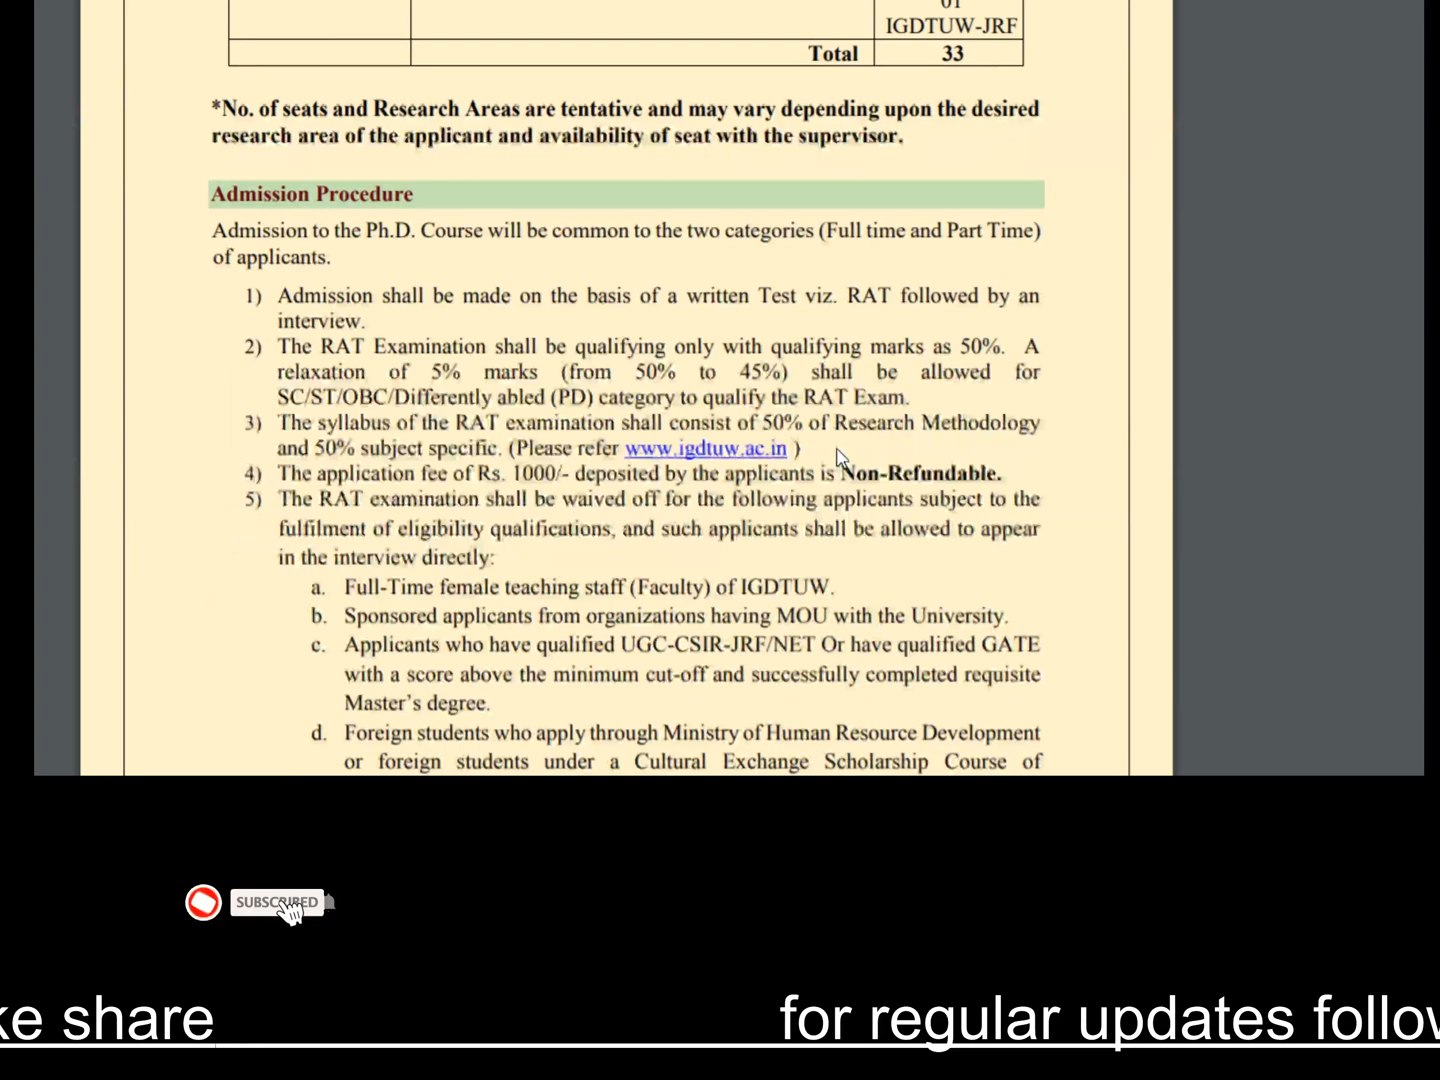 01
IGDTUW-JRF
Total 33
*No. of seats and Research Areas are tentative and may vary depending upon the desired
research area of the applicant and availability of seat with the supervisor.
Admission Procedure
Admission to the Ph.D. Course will be common to the two categories (Full time and Part Time)
of applicants.
1) Admission shall be made on the basis of a written Test viz. RAT followed by an
interview.
2) The RAT Examination shall be qualifying only with qualifying marks as 50%. A
relaxation of 5% marks (from 50% to 45%) shall be allowed for
SC/ST/OBC/Differently abled (PD) category to qualify the RAT Exam.
3) The syllabus of the RAT examination shall consist of 50% of Research Methodology
and 50% subject specific. (Please refer www.igdtuw.ac.in )
4) The application fee of Rs. 1000/- deposited by the applicants is Non-Refundable.
5) The RAT examination shall be waived off for the following applicants subject to the
fulfilment of eligibility qualifications, and such applicants shall be allowed to appear
in the interview directly:
a. Full-Time female teaching staff (Faculty) of IGDTUW.
b. Sponsored applicants from organizations having MOU with the University.
c. Applicants who have qualified UGC-CSIR-JRF/NET Or have qualified GATE
with a score above the minimum cut-off and successfully completed requisite
Master's degree.
d. Foreign students who apply through Ministry of Human Resource Development
or foreign students under a Cultural Exchange Scholarship Course of
SUBSCRIBED
ke share for regular updates follow